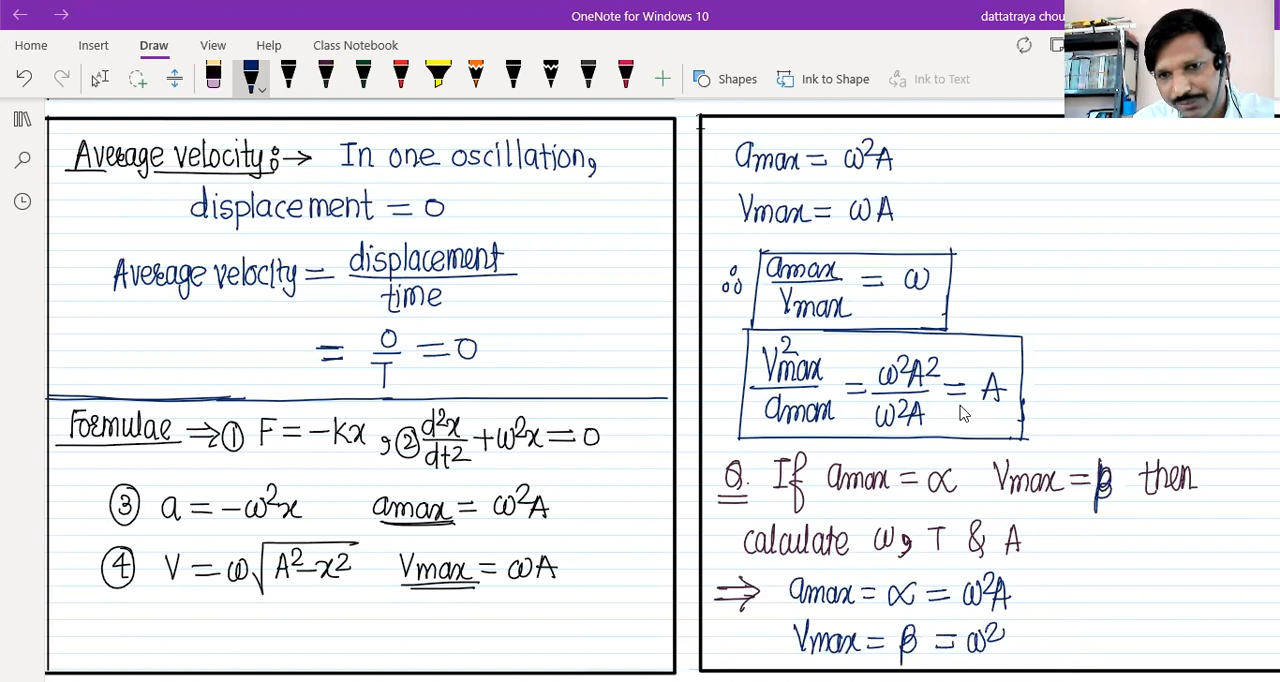 OneNote for Windows 10
dattatraya chou
Home Insert Draw View Help Class Notebook
Shapes Ink to Shape Ink to Text
Average velocity :→ In one oscillation,
displacement = 0
Average velocity = displacement / time
= 0/T = 0
Formulae ⇒ ① F = -kx , ② d²x/dt² + ω²x = 0
③ a = -ω²x amax = ω²A
④ V = ω√(A²-x²) Vmax = ωA
amax = ω²A
Vmax = ωA
∴ amax/Vmax = ω
V²max/amax = ω²A²/ω²A = A
Q. If amax = α Vmax = β then
calculate ω, T & A
⇒ amax = α = ω²A
Vmax = β = ω²